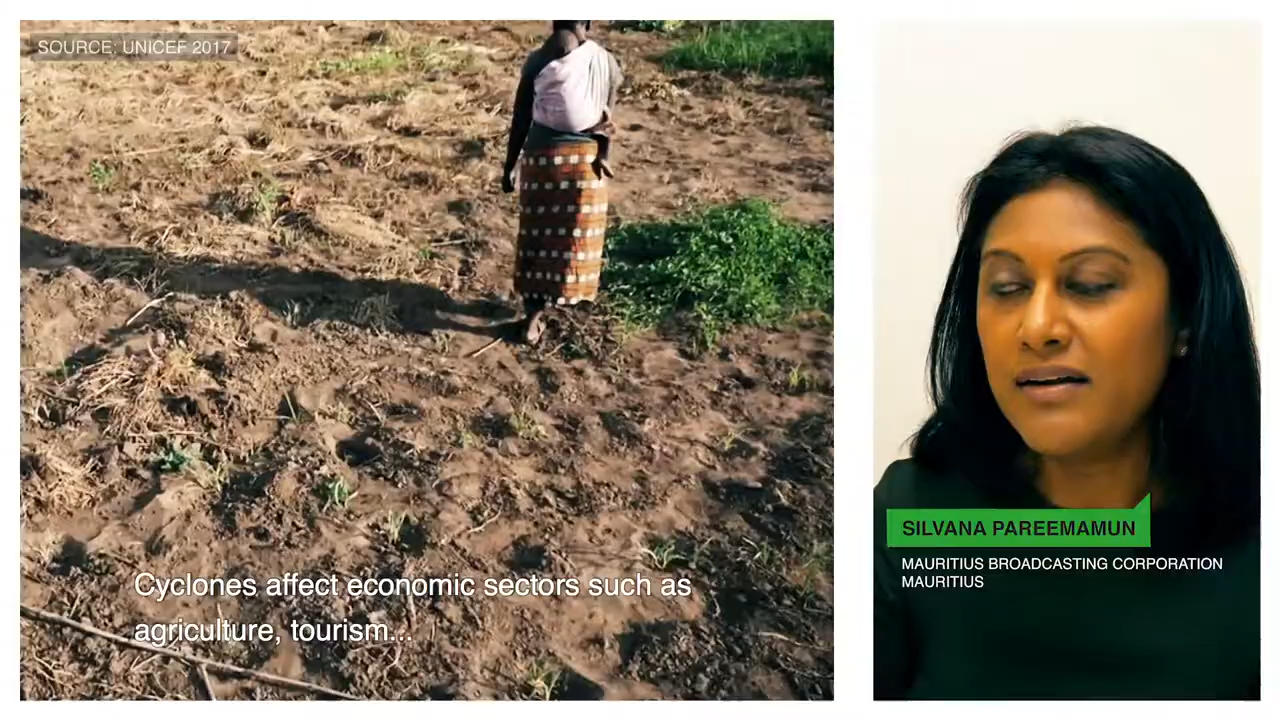 SOURCE: UNICEF 2017
Cyclones affect economic sectors such as
agriculture, tourism...
SILVANA PAREEMAMUN
MAURITIUS BROADCASTING CORPORATION
MAURITIUS